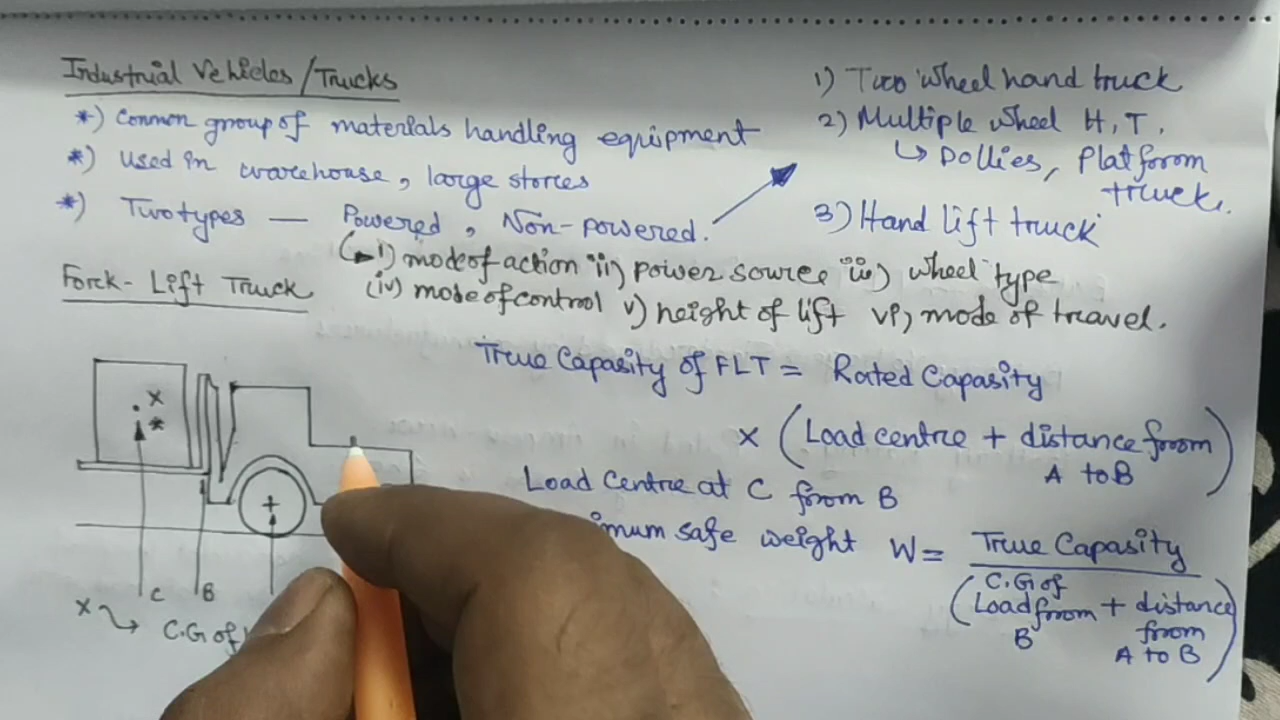 Industrial Vehicles/Trucks
*) Common group of materials handling equipment
*) Used in warehouse, large stores
*) Two types — Powered, Non-powered.
1) Two wheel hand truck
2) Multiple wheel H.T.
↳ Dollies, Platform
truck.
3) Hand lift truck
(i) mode of action ii) power source iii) wheel type
(iv) mode of control v) height of lift vi) mode of travel.
Fork-Lift Truck
True Capasity of FLT = Rated Capasity
× (Load centre + distance from
A to B)
Load Centre at C from B
imum safe weight W = True Capasity
(C.G of
Load from + distance
B from
A to B)
X
*
+
C B
X ↳ C.G of